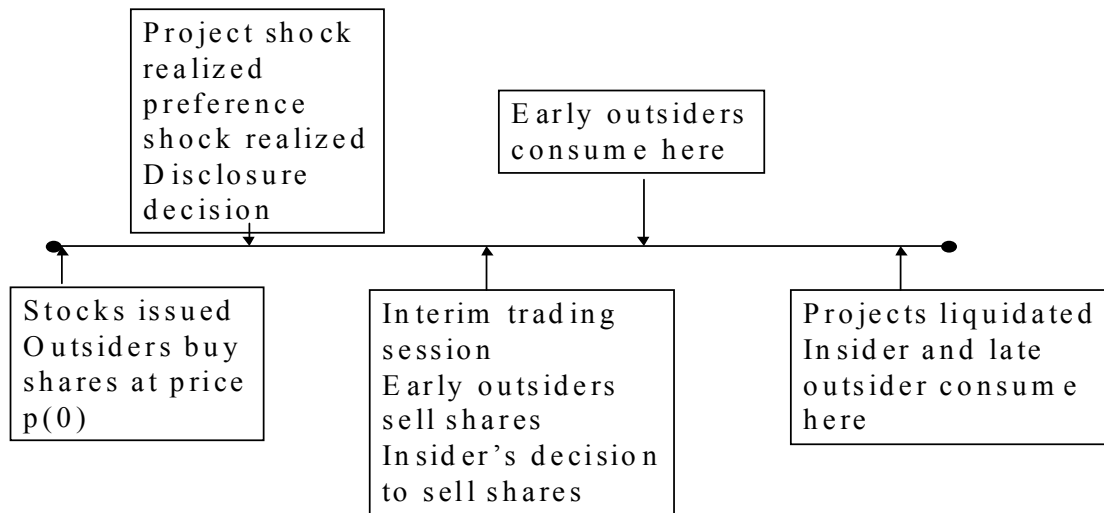 Project shock
realized
preference
shock realized
Disclosure
decision
Early outsiders
consume here
Stocks issued
Outsiders buy
shares at price
p(0)
Interim trading
session
Early outsiders
sell shares
Insider's decision
to sell shares
Projects liquidated
Insider and late
outsider consume
here